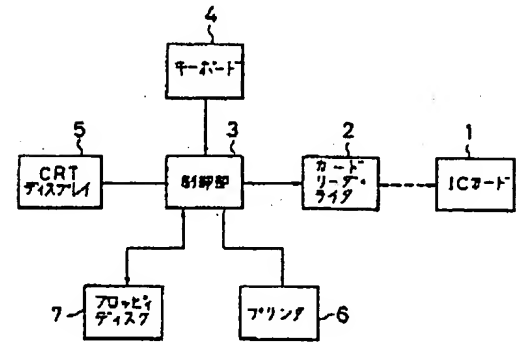 4
キーボード
5
CRT
ディスプレイ
3
制御部
2
カード
リーダ・
ライタ
1
ICカード
7
フロッピィ
ディスク
プリンタ
6